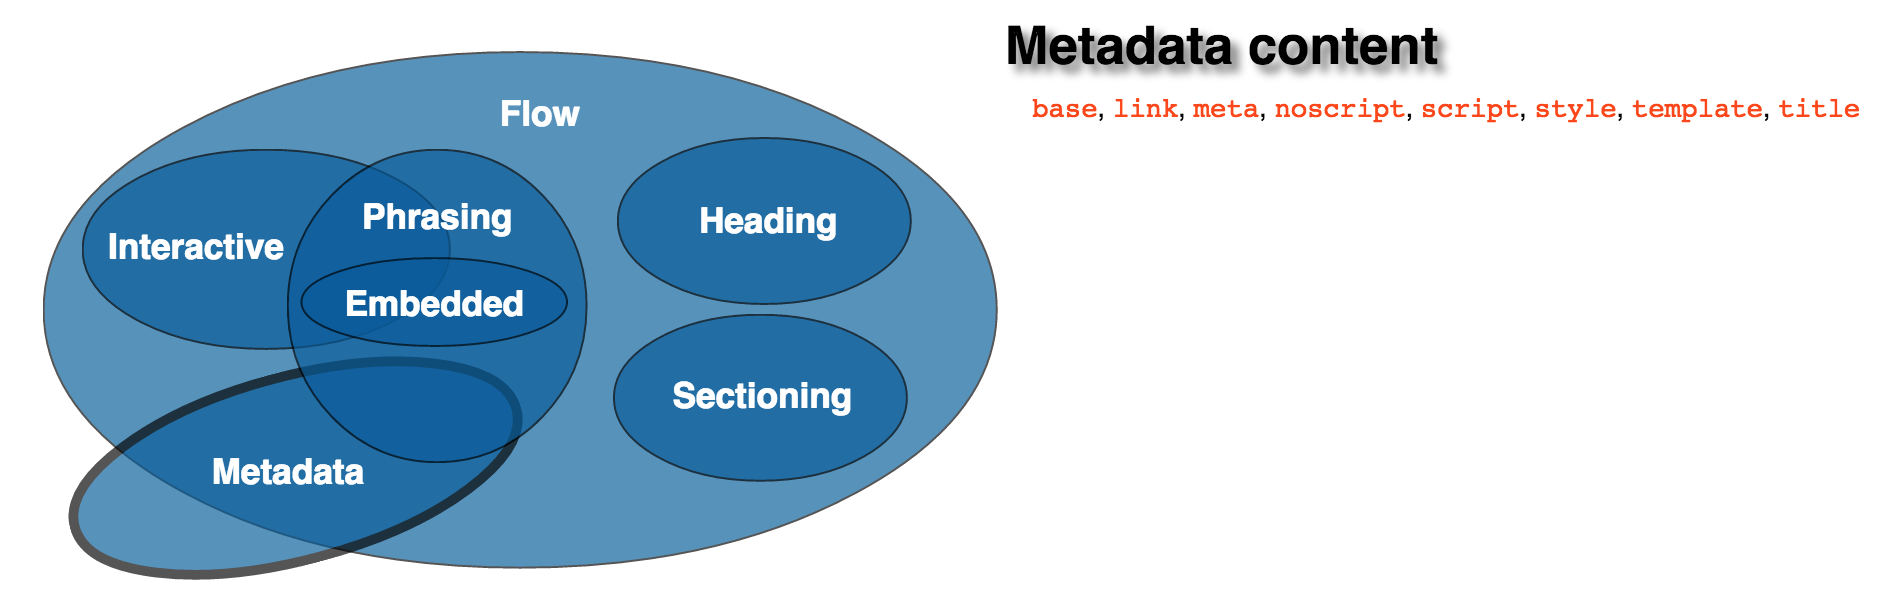 Metadata content
base, link, meta, noscript, script, style, template, title
Flow
Phrasing
Heading
Interactive
Embedded
Sectioning
Metadata